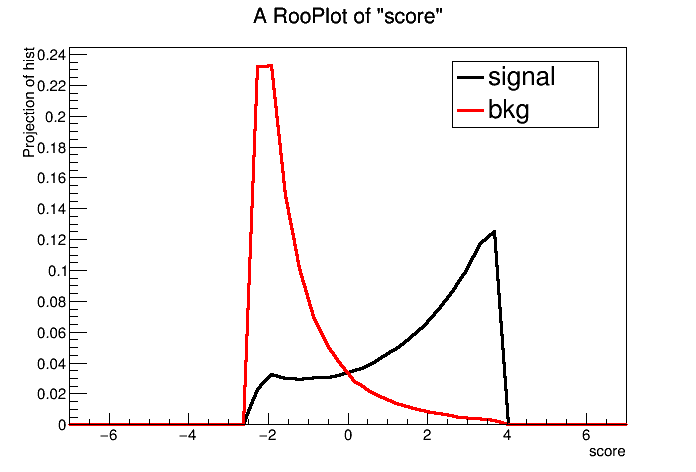 A RooPlot of "score"
Projection of hist
0.24
0.22
0.2
0.18
0.16
0.14
0.12
0.1
0.08
0.06
0.04
0.02
0
signal
bkg
−6 −4 −2 0 2 4 6
score